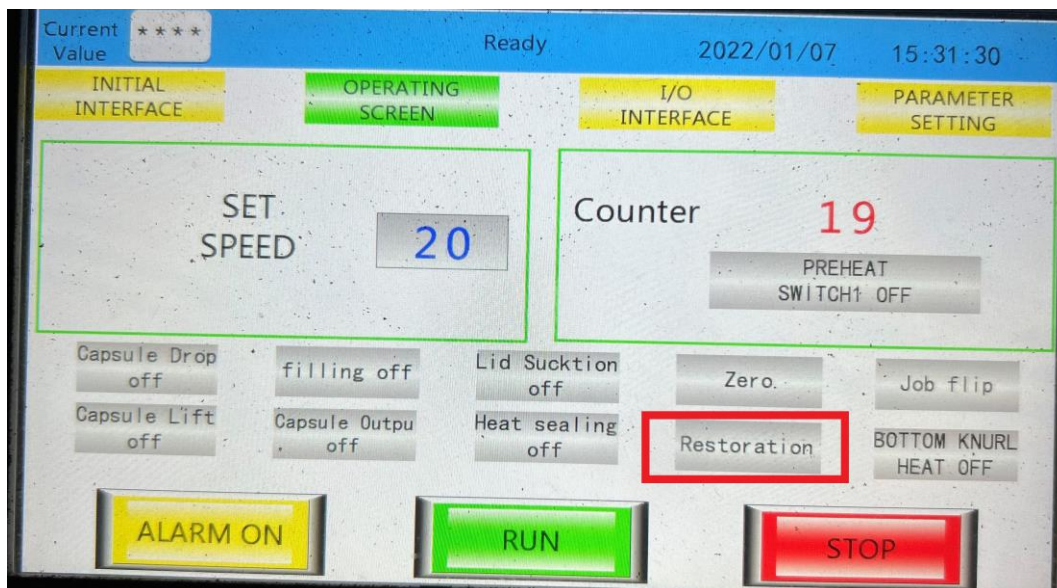 Current
Value
****
Ready
2022/01/07
15:31:30
INITIAL
INTERFACE
OPERATING
SCREEN
I/O
INTERFACE
PARAMETER
SETTING
SET
SPEED
20
Counter
19
PREHEAT
SWITCH1 OFF
Capsule Drop
off
filling off
Lid Sucktion
off
Zero
Job flip
Capsule Lift
off
Capsule Outpu
off
Heat sealing
off
Restoration
BOTTOM KNURL
HEAT OFF
ALARM ON
RUN
STOP